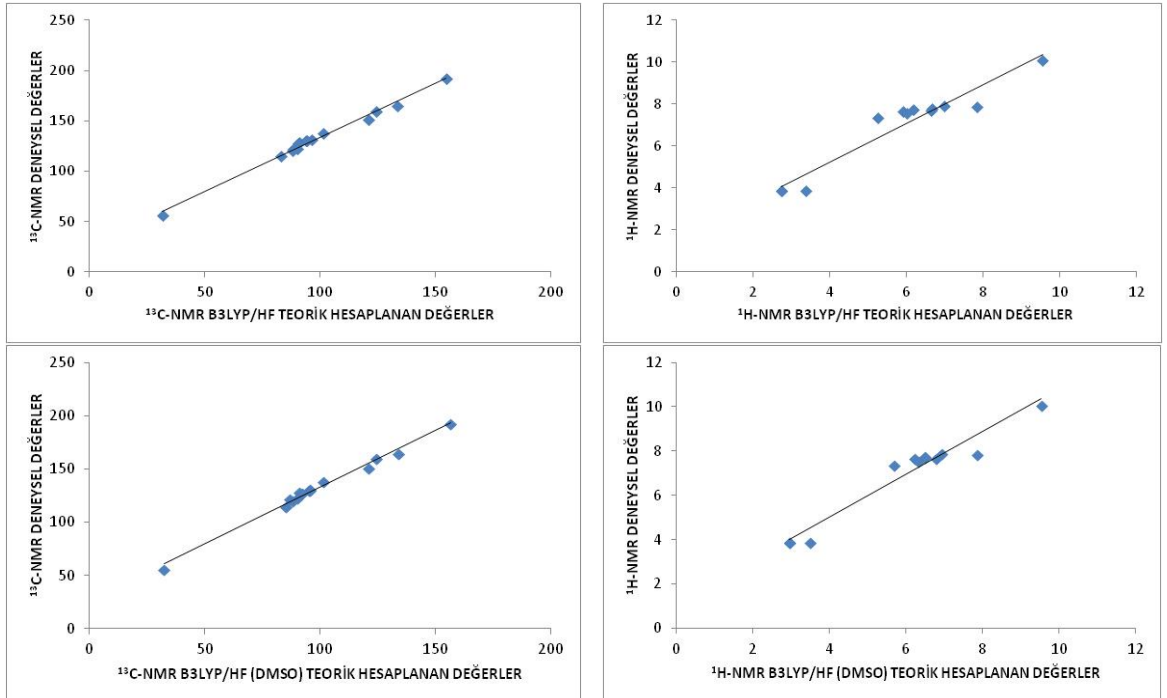 250
200
150
100
50
0
0 50 100 150 200
¹³C-NMR DENEYSEL DEĞERLER
¹³C-NMR B3LYP/HF TEORİK HESAPLANAN DEĞERLER
12
10
8
6
4
2
0
0 2 4 6 8 10 12
¹H-NMR DENEYSEL DEĞERLER
¹H-NMR B3LYP/HF TEORİK HESAPLANAN DEĞERLER
250
200
150
100
50
0
0 50 100 150 200
¹³C-NMR DENEYSEL DEĞERLER
¹³C-NMR B3LYP/HF (DMSO) TEORİK HESAPLANAN DEĞERLER
12
10
8
6
4
2
0
0 2 4 6 8 10 12
¹H-NMR DENEYSEL DEĞERLER
¹H-NMR B3LYP/HF (DMSO) TEORİK HESAPLANAN DEĞERLER